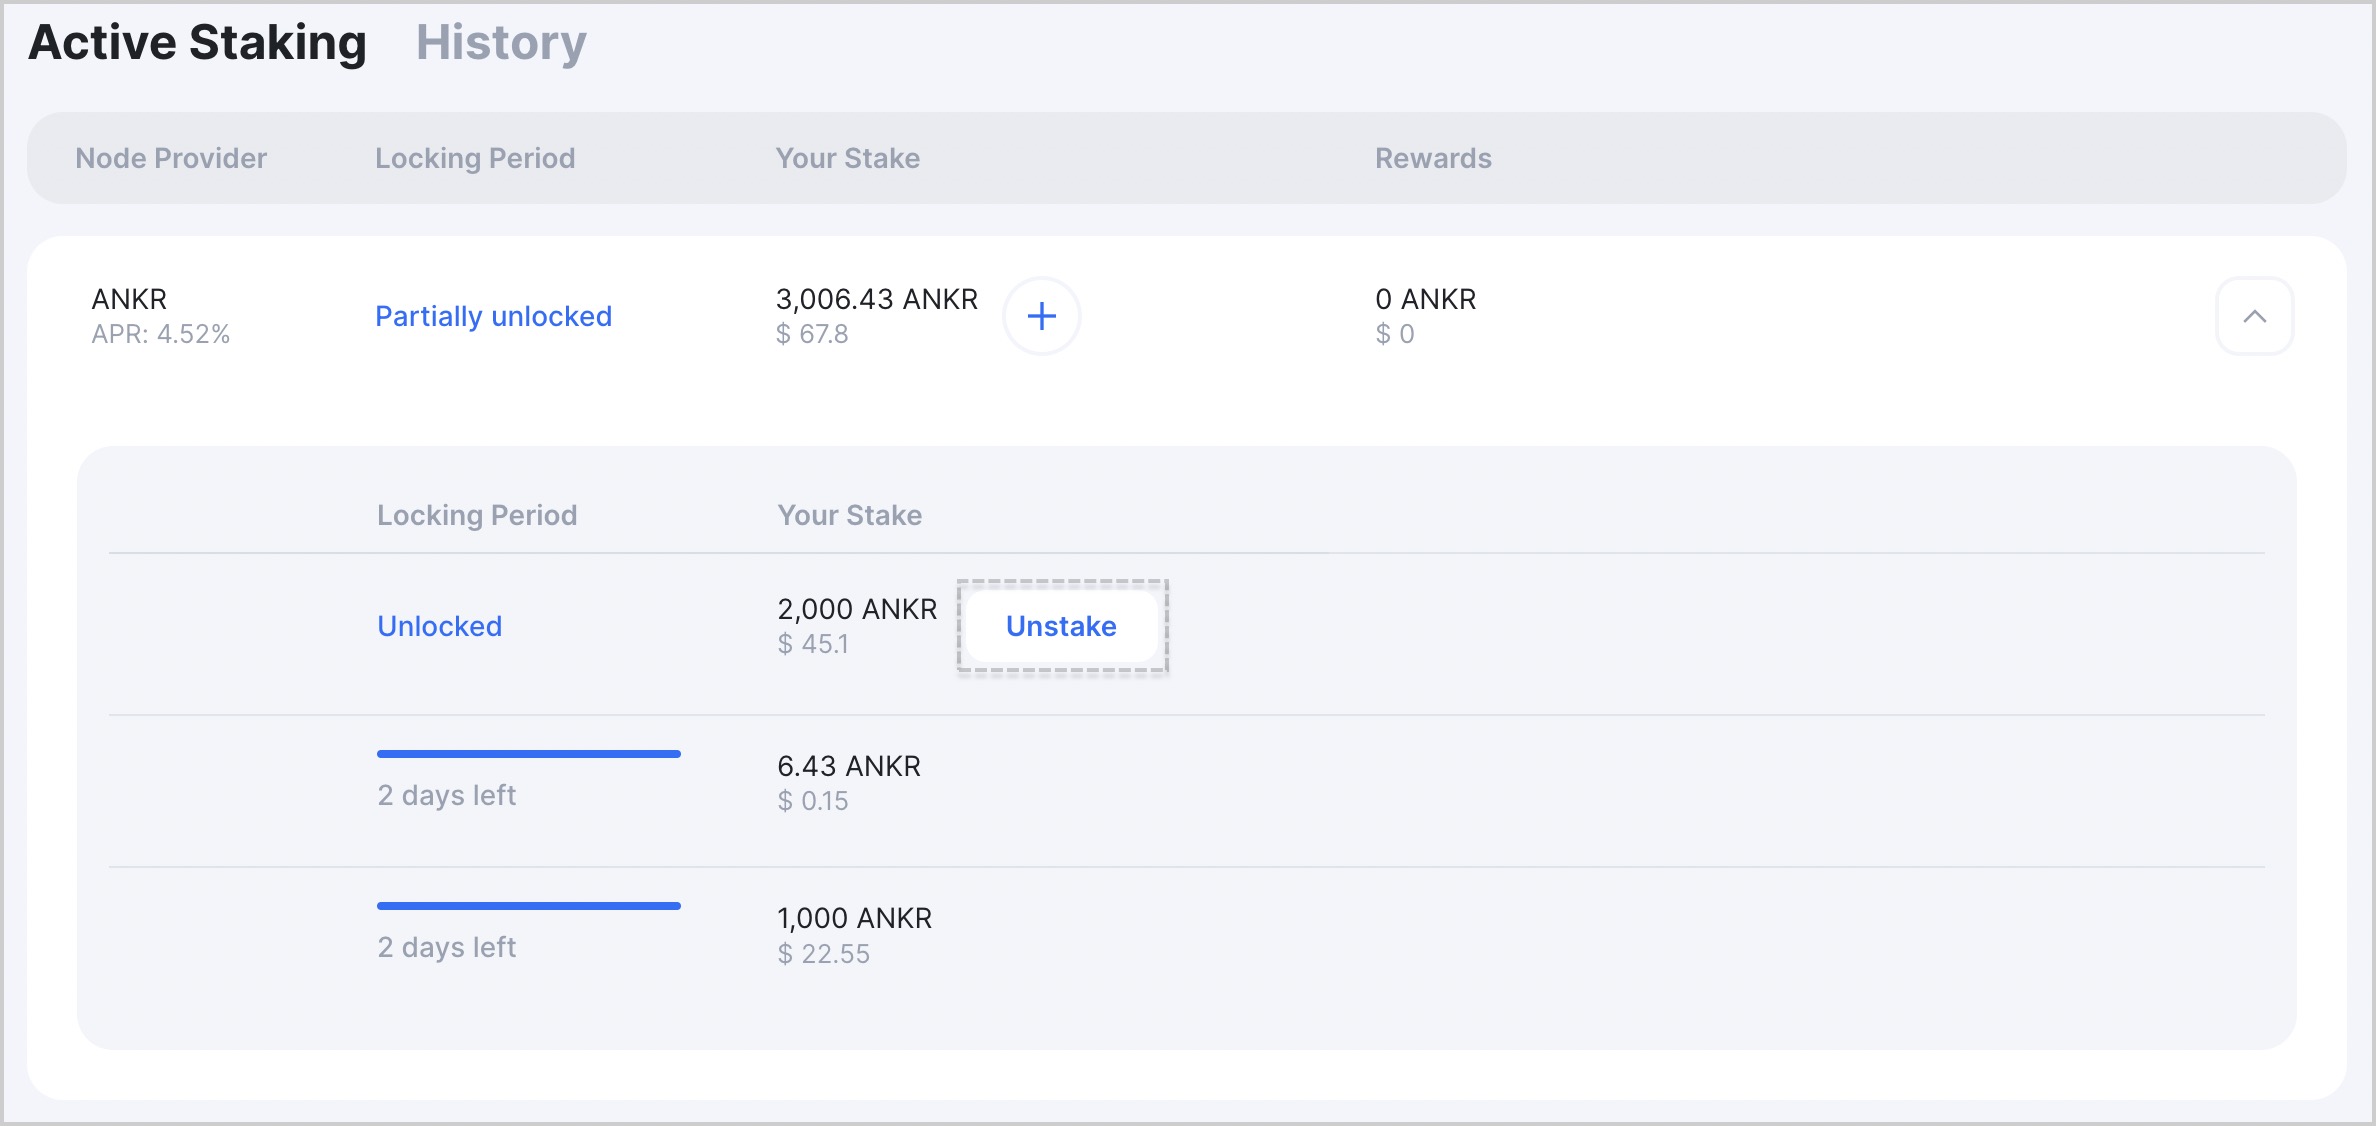 Active Staking History
Node Provider Locking Period Your Stake Rewards
ANKR
APR: 4.52%
Partially unlocked
3,006.43 ANKR
$ 67.8
0 ANKR
$ 0
Locking Period Your Stake
Unlocked
2,000 ANKR
$ 45.1
Unstake
2 days left
6.43 ANKR
$ 0.15
2 days left
1,000 ANKR
$ 22.55